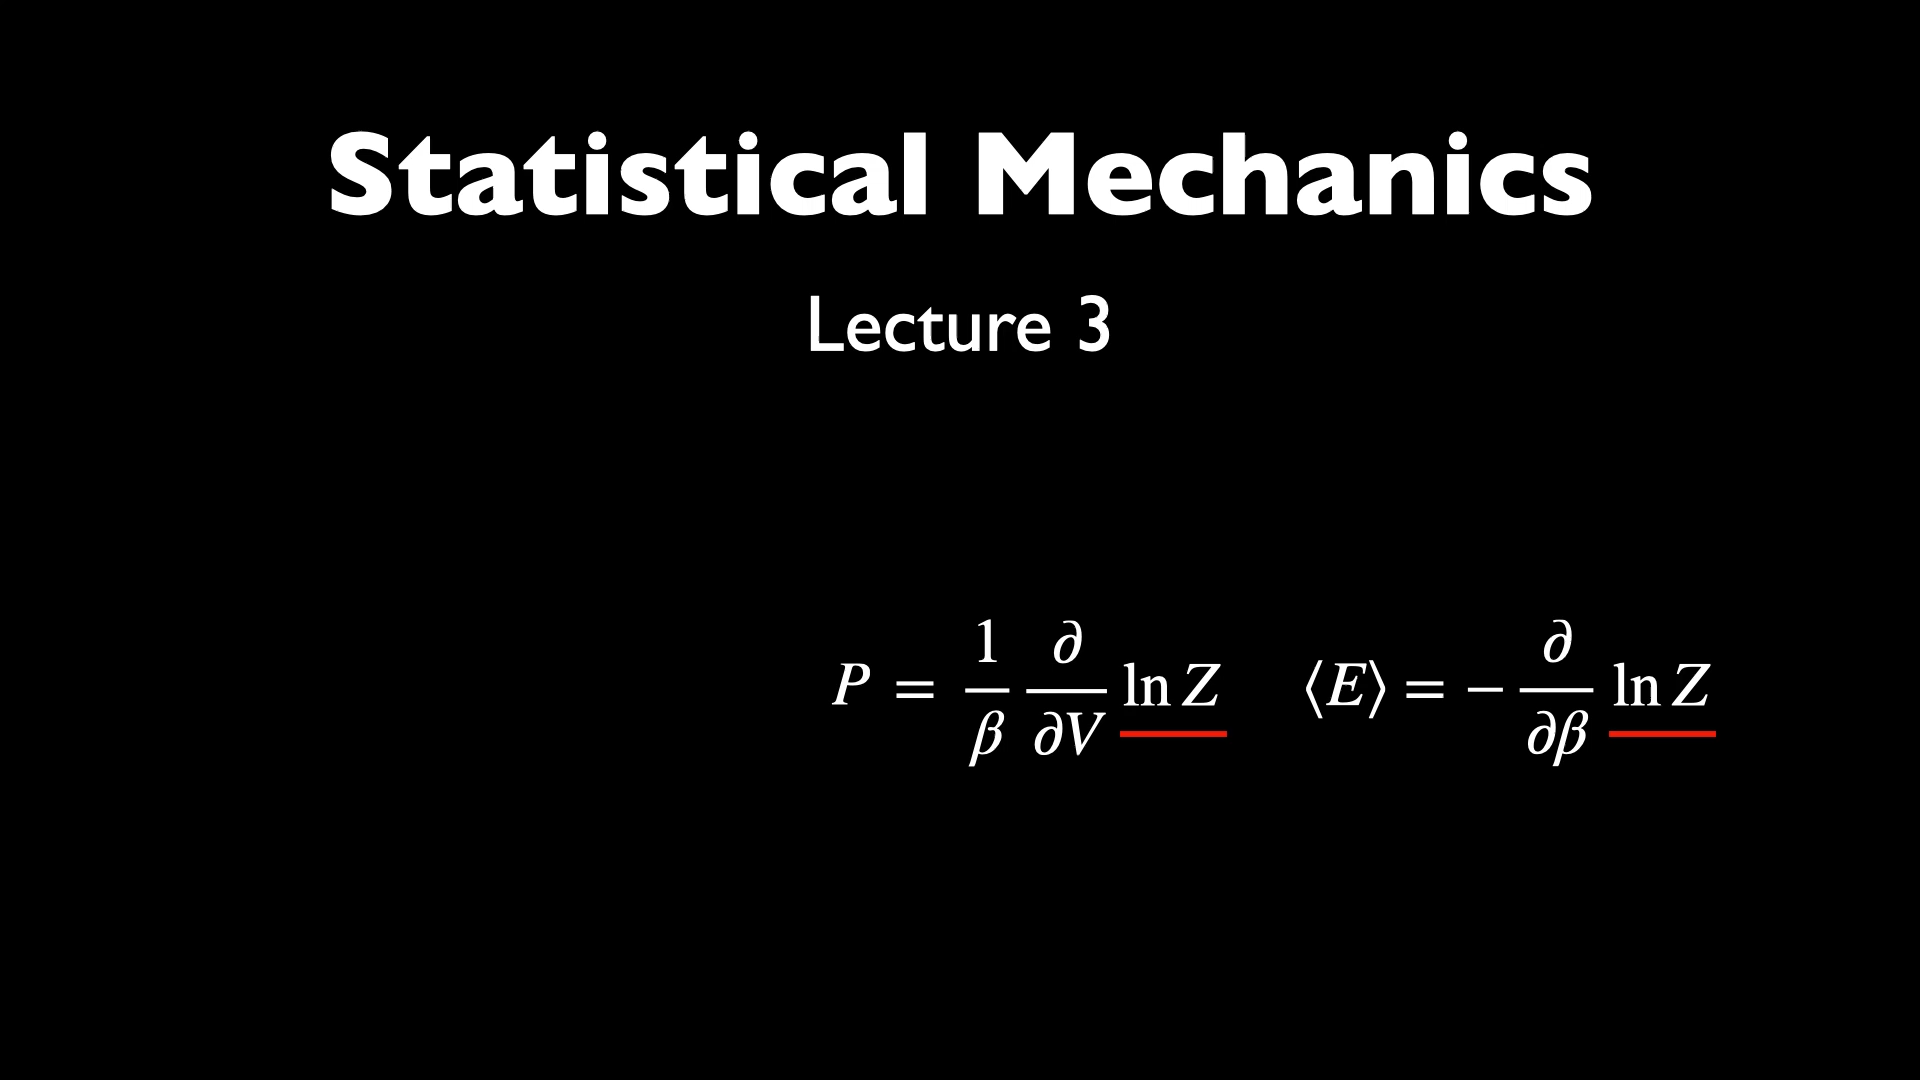 Statistical Mechanics
Lecture 3
P = 1/β ∂/∂V ln Z   ⟨E⟩ = − ∂/∂β ln Z